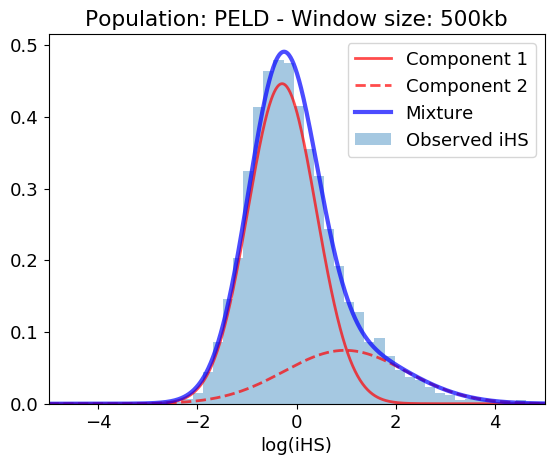 Population: PELD - Window size: 500kb
0.5
0.4
0.3
0.2
0.1
0.0
Component 1
Component 2
Mixture
Observed iHS
−4
−2
0
2
4
log(iHS)